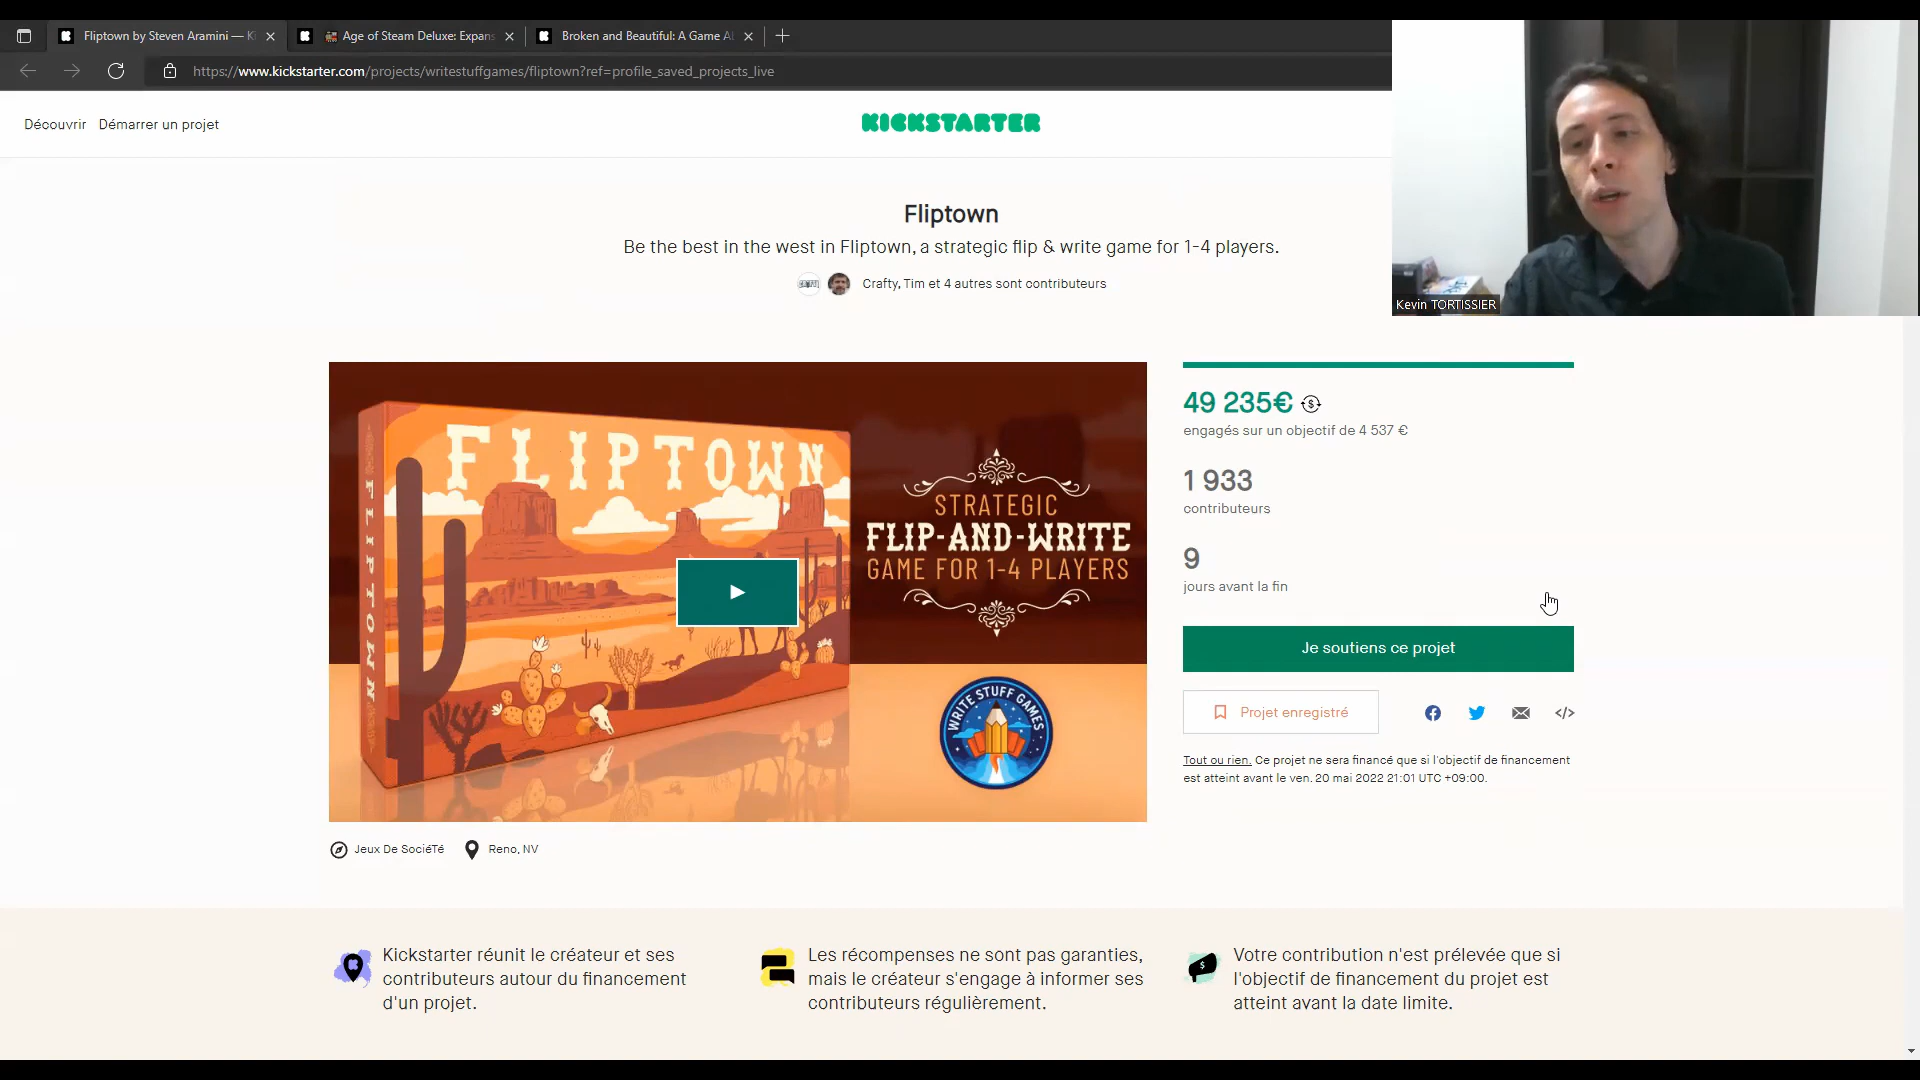 Fliptown by Steven Aramini — Ki
Age of Steam Deluxe: Expans
Broken and Beautiful: A Game Ab
https://www.kickstarter.com/projects/writestuffgames/fliptown?ref=profile_saved_projects_live
Découvrir
Démarrer un projet
KICKSTARTER
Kevin TORTISSIER
Fliptown
Be the best in the west in Fliptown, a strategic flip & write game for 1-4 players.
Crafty, Tim et 4 autres sont contributeurs
FLIPTOWN
FLIPTOWN
STRATEGIC
FLIP-AND-WRITE
GAME FOR 1-4 PLAYERS
WRITE STUFF GAMES
49 235€
engagés sur un objectif de 4 537 €
1 933
contributeurs
9
jours avant la fin
Je soutiens ce projet
Projet enregistré
Tout ou rien. Ce projet ne sera financé que si l'objectif de financement
est atteint avant le ven. 20 mai 2022 21:01 UTC +09:00.
Jeux De SociéTé
Reno, NV
Kickstarter réunit le créateur et ses
contributeurs autour du financement
d'un projet.
Les récompenses ne sont pas garanties,
mais le créateur s'engage à informer ses
contributeurs régulièrement.
Votre contribution n'est prélevée que si
l'objectif de financement du projet est
atteint avant la date limite.